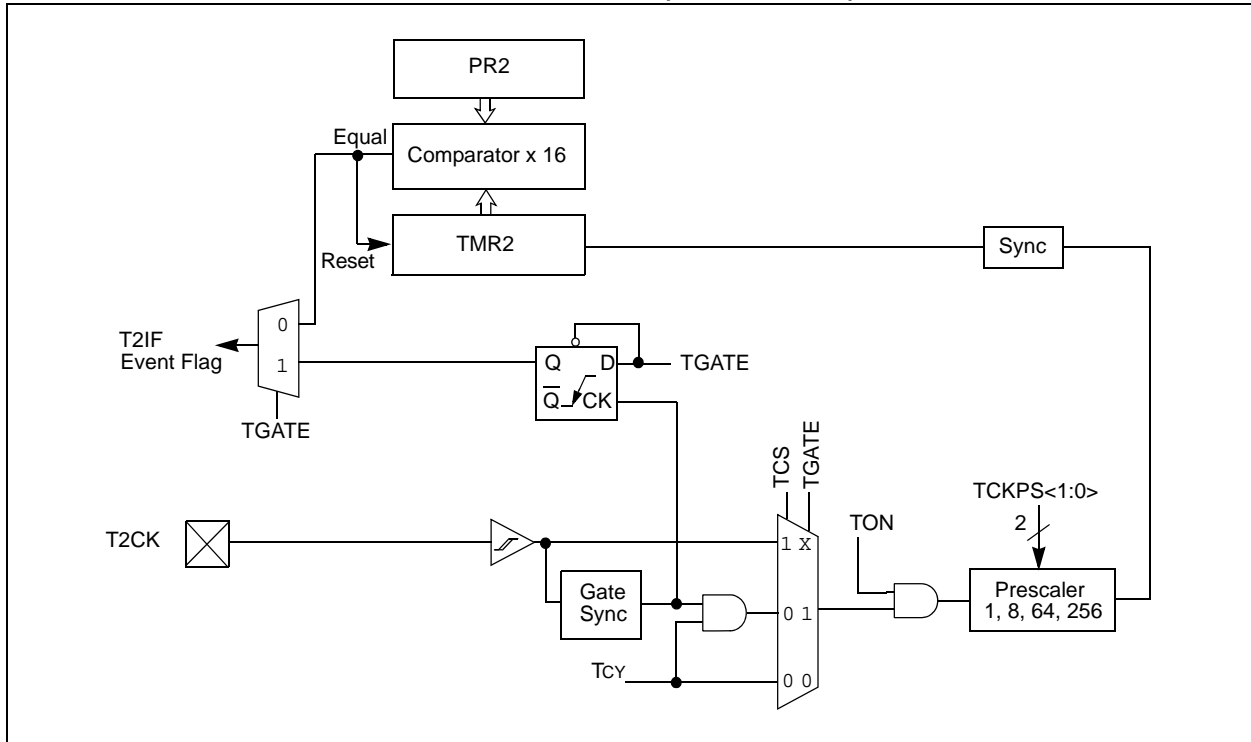 PR2
Equal
Comparator x 16
TMR2
Reset
Sync
0
T2IF
Event Flag
1
Q
D
TGATE
Q̅
CK
TGATE
TCS
TGATE
TCKPS<1:0>
2
TON
T2CK
1 X
Gate
Sync
0 1
Prescaler
1, 8, 64, 256
TCY
0 0